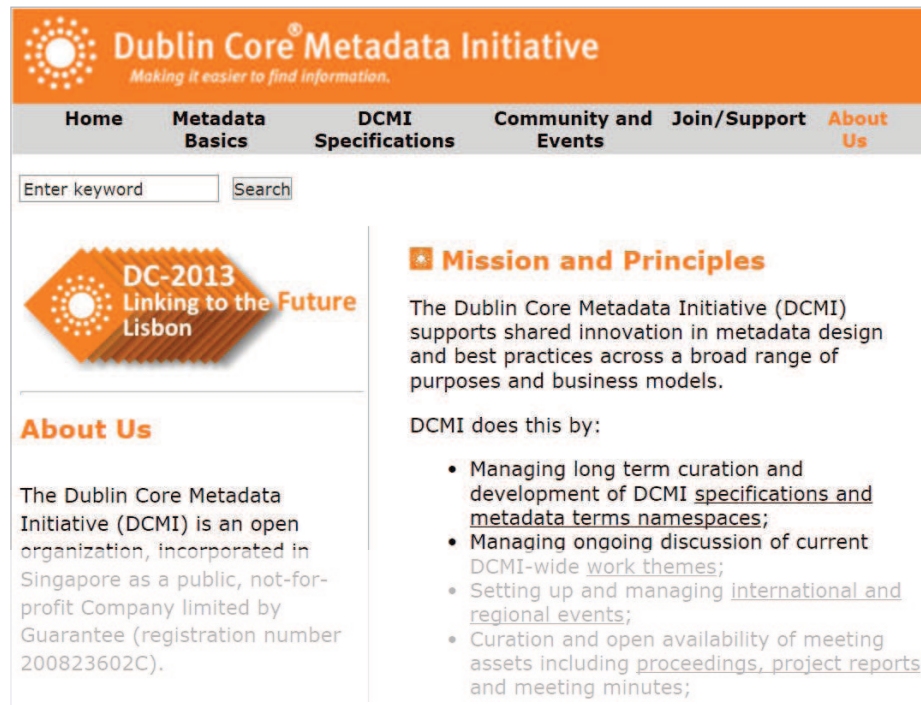 Dublin Core® Metadata Initiative
Making it easier to find information.
Home Metadata Basics DCMI Specifications Community and Events Join/Support About Us
Enter keyword Search
DC-2013
Linking to the Future
Lisbon
About Us
The Dublin Core Metadata
Initiative (DCMI) is an open
organization, incorporated in
Singapore as a public, not-for-
profit Company limited by
Guarantee (registration number
200823602C).
Mission and Principles
The Dublin Core Metadata Initiative (DCMI)
supports shared innovation in metadata design
and best practices across a broad range of
purposes and business models.
DCMI does this by:
• Managing long term curation and
development of DCMI specifications and
metadata terms namespaces;
• Managing ongoing discussion of current
DCMI-wide work themes;
• Setting up and managing international and
regional events;
• Curation and open availability of meeting
assets including proceedings, project reports
and meeting minutes;